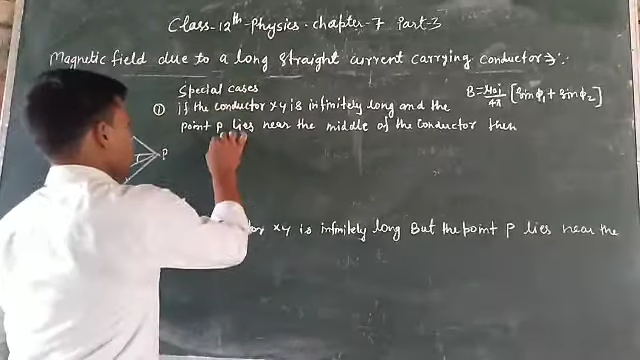 Class-12th-Physics-chapter-7 Part-3
Magnetic field due to a long straight current carrying conductor⇒:
Special cases
① if the conductor XY is infinitely long and the
B = μ₀i/4π [sin φ₁ + sin φ₂]
point P lies near the middle of the conductor then
P
XY is infinitely long But the point P lies near the